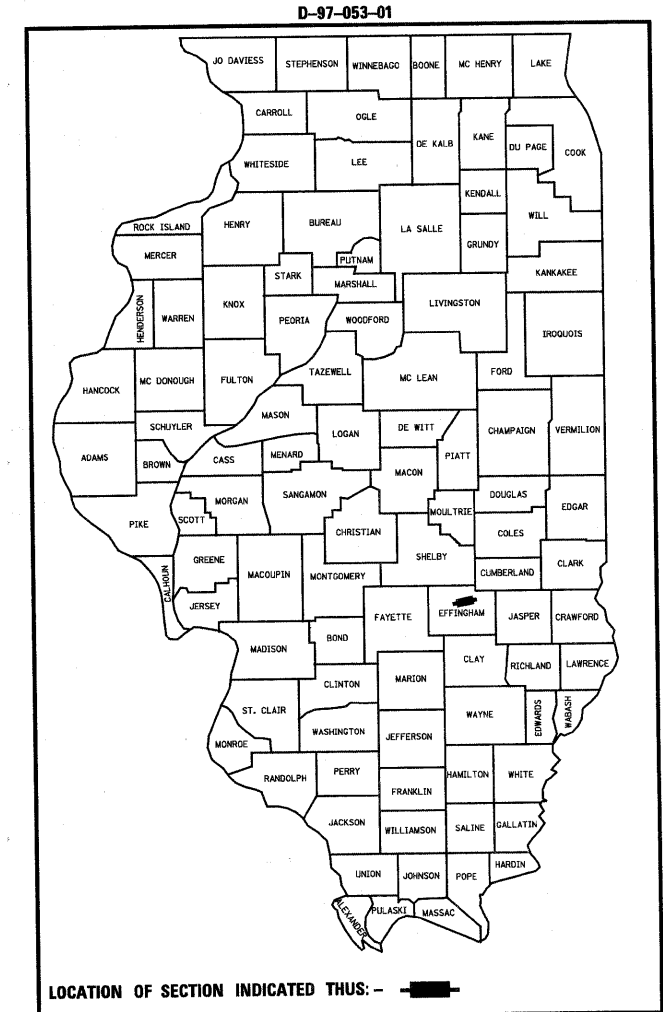 D-97-053-01
JO DAVIESS
STEPHENSON
WINNEBAGO
BOONE
MC HENRY
LAKE
CARROLL
OGLE
DE KALB
KANE
DU PAGE
COOK
WHITESIDE
LEE
KENDALL
WILL
ROCK ISLAND
HENRY
BUREAU
LA SALLE
GRUNDY
MERCER
PUTNAM
STARK
MARSHALL
KANKAKEE
HENDERSON
WARREN
KNOX
PEORIA
WOODFORD
LIVINGSTON
IROQUOIS
HANCOCK
MC DONOUGH
FULTON
TAZEWELL
MC LEAN
FORD
MASON
SCHUYLER
LOGAN
DE WITT
CHAMPAIGN
VERMILION
ADAMS
BROWN
CASS
MENARD
MACON
PIATT
PIKE
SCOTT
MORGAN
SANGAMON
CHRISTIAN
MOULTRIE
DOUGLAS
EDGAR
COLES
GREENE
MACOUPIN
MONTGOMERY
SHELBY
CUMBERLAND
CLARK
CALHOUN
JERSEY
FAYETTE
EFFINGHAM
JASPER
CRAWFORD
MADISON
BOND
CLAY
RICHLAND
LAWRENCE
CLINTON
MARION
ST. CLAIR
WAYNE
EDWARDS
WABASH
WASHINGTON
JEFFERSON
MONROE
RANDOLPH
PERRY
HAMILTON
WHITE
FRANKLIN
JACKSON
WILLIAMSON
SALINE
GALLATIN
UNION
JOHNSON
POPE
HARDIN
ALEXANDER
PULASKI
MASSAC
LOCATION OF SECTION INDICATED THUS: -